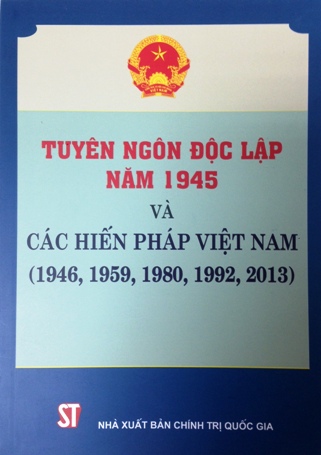 TUYÊN NGÔN ĐỘC LẬP
NĂM 1945
VÀ
CÁC HIẾN PHÁP VIỆT NAM
(1946, 1959, 1980, 1992, 2013)
ST
NHÀ XUẤT BẢN CHÍNH TRỊ QUỐC GIA